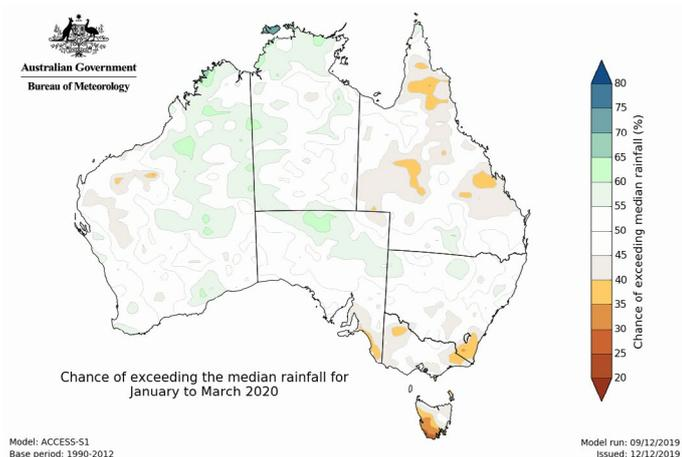 Australian Government
Bureau of Meteorology
80
75
70
65
60
55
50
45
40
35
30
25
20
Chance of exceeding median rainfall (%)
Chance of exceeding the median rainfall for
January to March 2020
Model: ACCESS-S1
Base period: 1990-2012
Model run: 09/12/2019
Issued: 12/12/2019